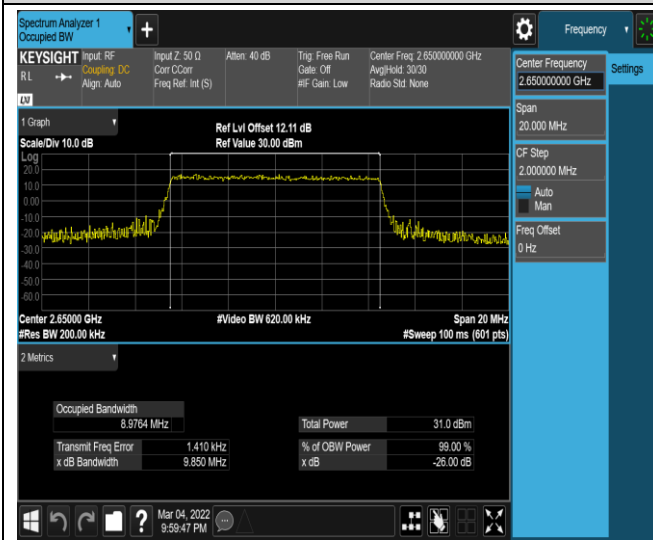 Spectrum Analyzer 1
Occupied BW
+
Frequency
KEYSIGHT
Input: RF
Coupling: DC
Align: Auto
Input Z: 50 Ω
Corr CCorr
Freq Ref: Int (S)
Atten: 40 dB
Trig: Free Run
Gate: Off
#IF Gain: Low
Center Freq: 2.650000000 GHz
Avg|Hold: 30/30
Radio Std: None
R L
LXI
Center Frequency
2.650000000 GHz
Settings
Span
20.000 MHz
CF Step
2.000000 MHz
Auto
Man
Freq Offset
0 Hz
1 Graph
Scale/Div 10.0 dB
Ref Lvl Offset 12.11 dB
Ref Value 30.00 dBm
Log
20.0
10.0
0.00
-10.0
-20.0
-30.0
-40.0
-50.0
-60.0
Center 2.65000 GHz
#Video BW 620.00 kHz
Span 20 MHz
#Res BW 200.00 kHz
#Sweep 100 ms (601 pts)
2 Metrics
Occupied Bandwidth
8.9764 MHz
Total Power 31.0 dBm
Transmit Freq Error 1.410 kHz
% of OBW Power 99.00 %
x dB Bandwidth 9.850 MHz
x dB -26.00 dB
?
Mar 04, 2022
9:59:47 PM